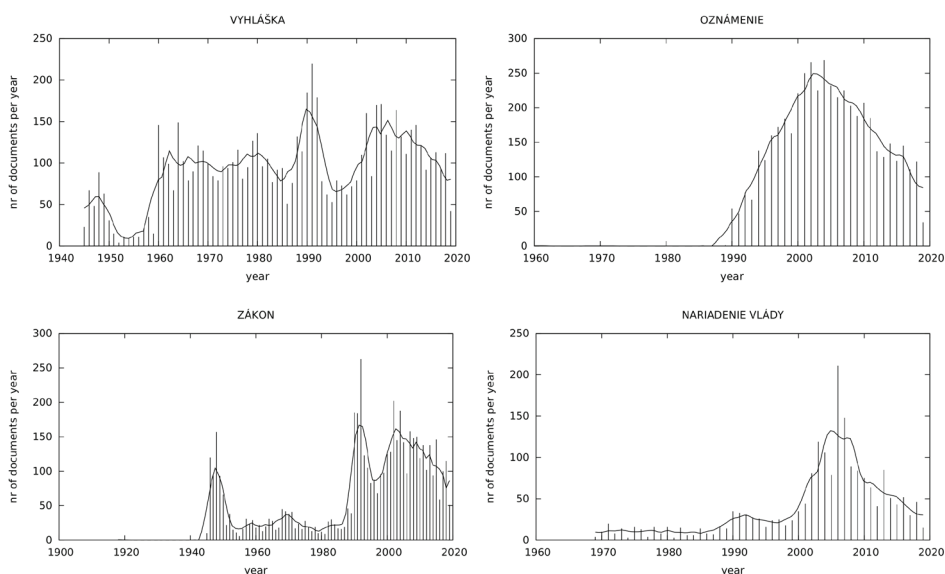 VYHLÁŠKA
250
200
150
100
50
0
nr of documents per year
1940 1950 1960 1970 1980 1990 2000 2010 2020
year
OZNÁMENIE
300
250
200
150
100
50
0
nr of documents per year
1960 1970 1980 1990 2000 2010 2020
year
ZÁKON
300
250
200
150
100
50
0
nr of documents per year
1900 1920 1940 1960 1980 2000 2020
year
NARIADENIE VLÁDY
250
200
150
100
50
0
nr of documents per year
1960 1970 1980 1990 2000 2010 2020
year